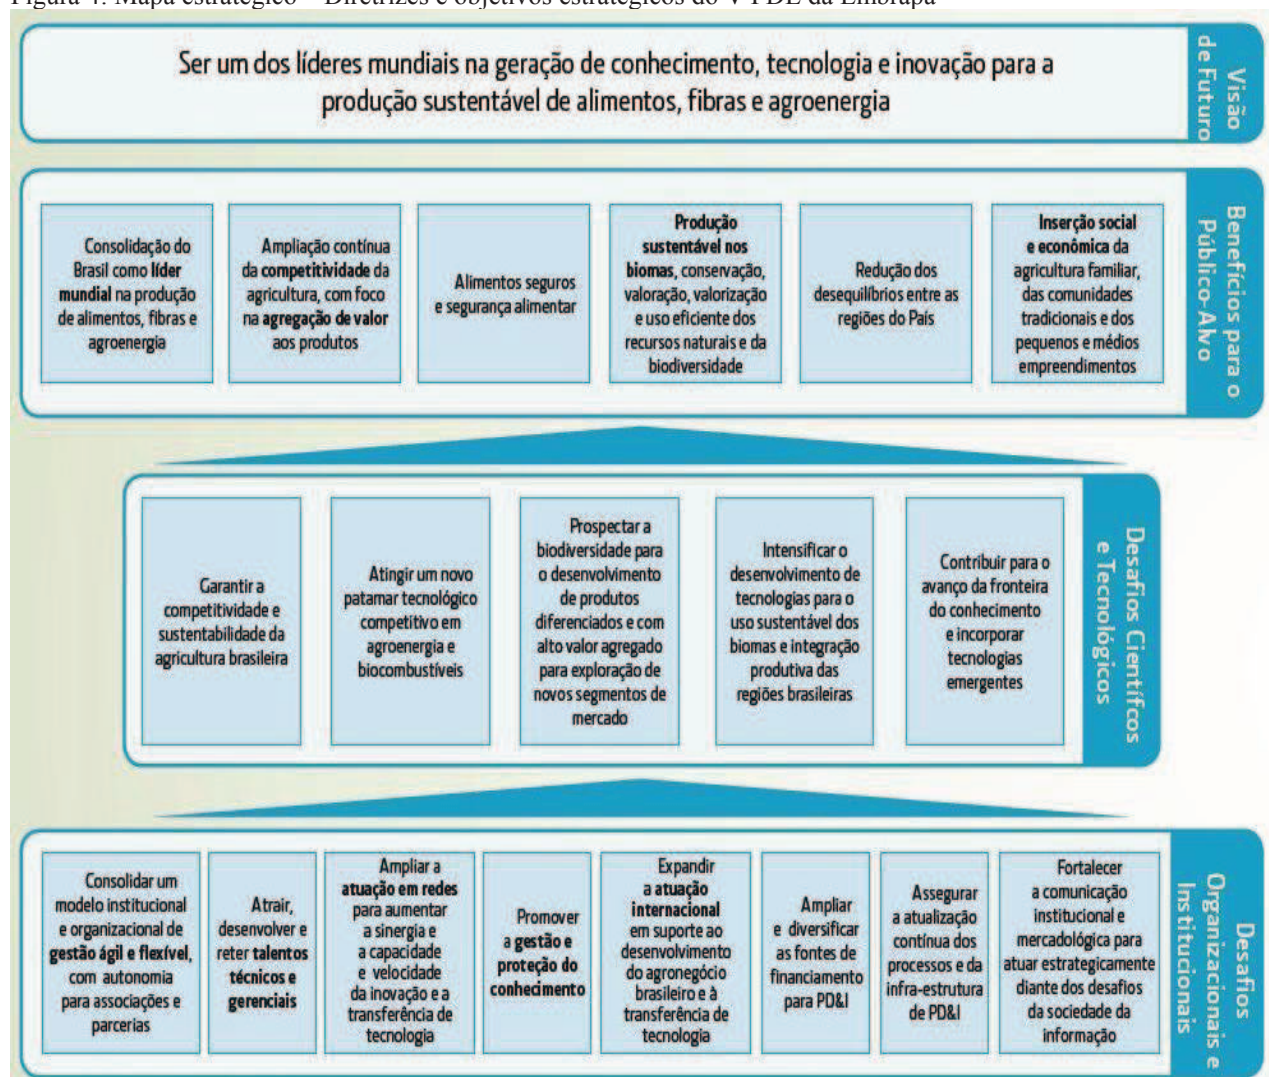 Figura 4: Mapa estratégico – Diretrizes e objetivos estratégicos do V PDE da Embrapa
Ser um dos líderes mundiais na geração de conhecimento, tecnologia e inovação para a
produção sustentável de alimentos, fibras e agroenergia
Visão
de Futuro
Consolidação do
Brasil como líder
mundial na produção
de alimentos, fibras e
agroenergia
Ampliação contínua
da competitividade da
agricultura, com foco
na agregação de valor
aos produtos
Alimentos seguros
e segurança alimentar
Produção
sustentável nos
biomas, conservação,
valoração, valorização
e uso eficiente dos
recursos naturais e da
biodiversidade
Redução dos
desequilíbrios entre as
regiões do País
Inserção social
e econômica da
agricultura familiar,
das comunidades
tradicionais e dos
pequenos e médios
empreendimentos
Benefícios para o
Público-Alvo
Garantir a
competitividade e
sustentabilidade da
agricultura brasileira
Atingir um novo
patamar tecnológico
competitivo em
agroenergia e
biocombustíveis
Prospectar a
biodiversidade para
o desenvolvimento
de produtos
diferenciados e com
alto valor agregado
para exploração de
novos segmentos de
mercado
Intensificar o
desenvolvimento de
tecnologias para o
uso sustentável dos
biomas e integração
produtiva das
regiões brasileiras
Contribuir para o
avanço da fronteira
do conhecimento
e incorporar
tecnologias
emergentes
Desafios Científcos
e Tecnológicos
Consolidar um
modelo institucional
e organizacional de
gestão ágil e flexível,
com autonomia
para associações e
parcerias
Atrair,
desenvolver e
reter talentos
técnicos e
gerenciais
Ampliar a
atuação em redes
para aumentar
a sinergia e
a capacidade
e velocidade
da inovação e a
transferência de
tecnologia
Promover
a gestão e
proteção do
conhecimento
Expandir
a atuação
internacional
em suporte ao
desenvolvimento
do agronegócio
brasileiro e à
transferência de
tecnologia
Ampliar
e diversificar
as fontes de
financiamento
para PD&I
Assegurar
a atualização
contínua dos
processos e da
infra-estrutura
de PD&I
Fortalecer
a comunicação
institucional e
mercadológica para
atuar estrategicamente
diante dos desafios
da sociedade da
informação
Desafios
Organizacionais e
Institucionais